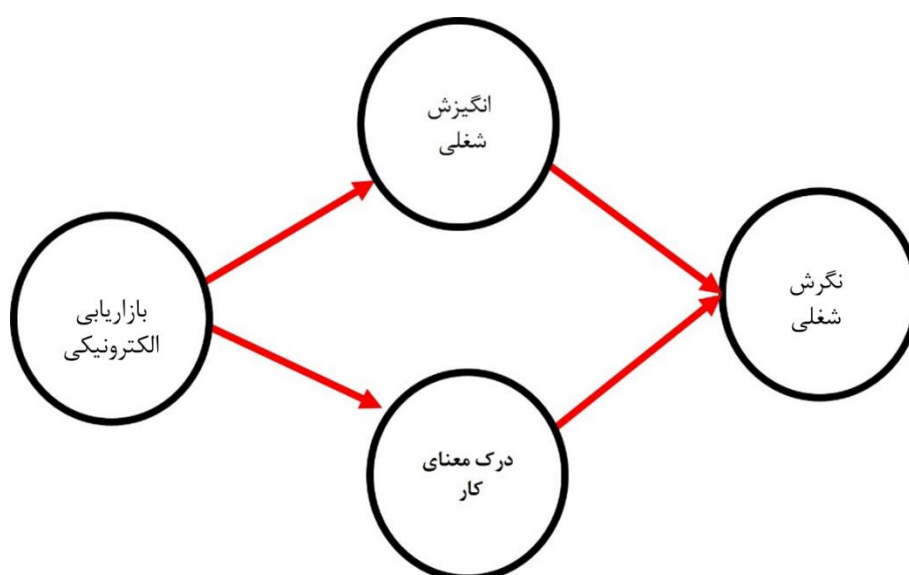 انگیزش
شغلی
بازاریابی
الکترونیکی
نگرش
شغلی
درک معنای
کار